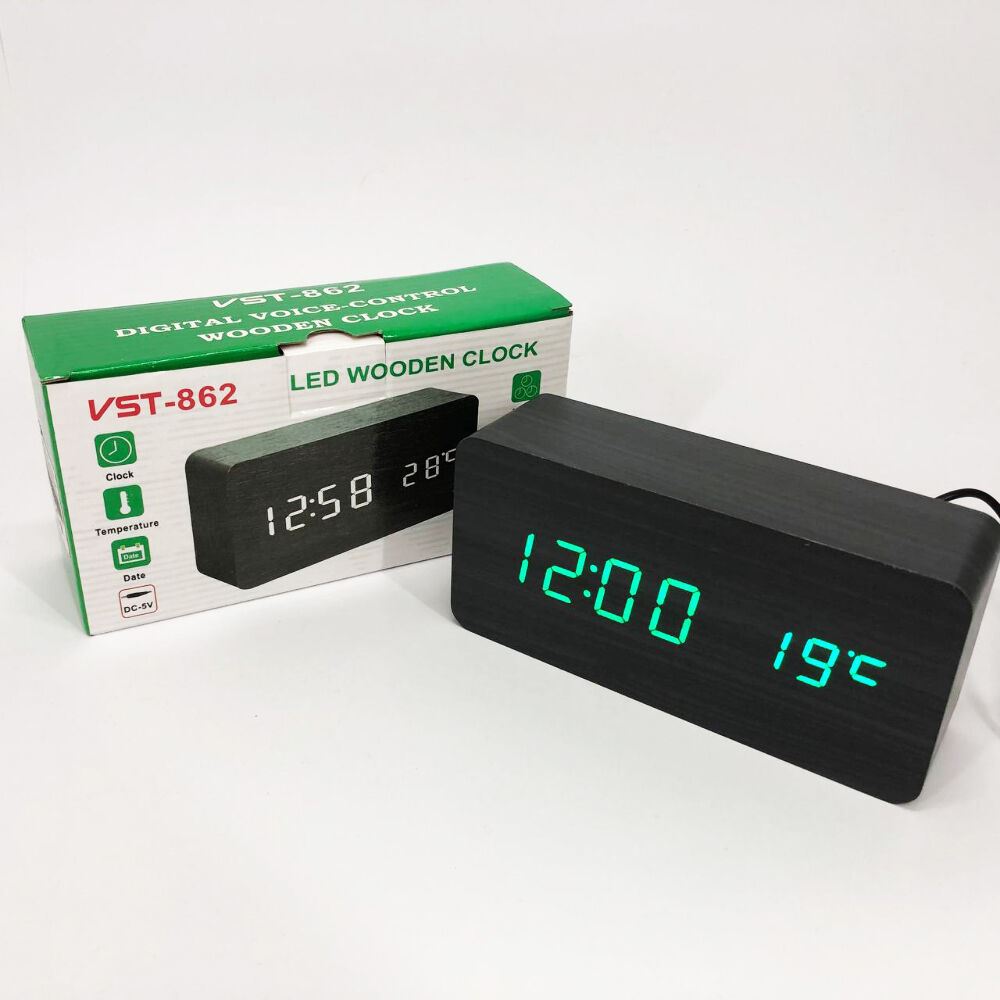 VST-862
DIGITAL VOICE-CONTROL
WOODEN CLOCK
LED WOODEN CLOCK
VST-862
Clock
Temperature
Date
Date
DC-5V
12:58 28°C
12:00 19°C